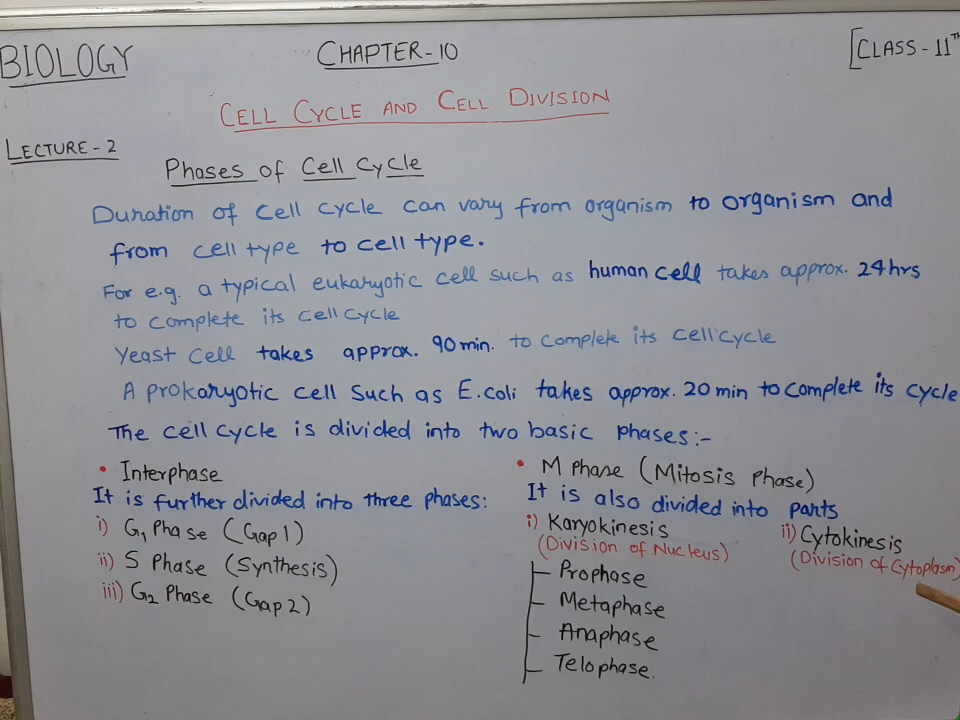 BIOLOGY
CHAPTER-10
[CLASS-11TH
CELL CYCLE AND CELL DIVISION
LECTURE-2
Phases of Cell Cycle
Duration of cell cycle can vary from organism to organism and
from cell type to cell type.
For e.g. a typical eukaryotic cell such as human cell takes approx. 24 hrs
to complete its cell cycle
Yeast cell takes approx. 90 min. to complete its cell cycle
A prokaryotic cell such as E.coli takes approx. 20 min to complete its cycle
The cell cycle is divided into two basic phases:-
• Interphase
It is further divided into three phases:
i) G1 Phase (Gap 1)
ii) S Phase (Synthesis)
iii) G2 Phase (Gap 2)
• M Phase (Mitosis Phase)
It is also divided into parts
i) Karyokinesis
(Division of Nucleus)
Prophase
Metaphase
Anaphase
Telophase.
ii) Cytokinesis
(Division of Cytoplasm)